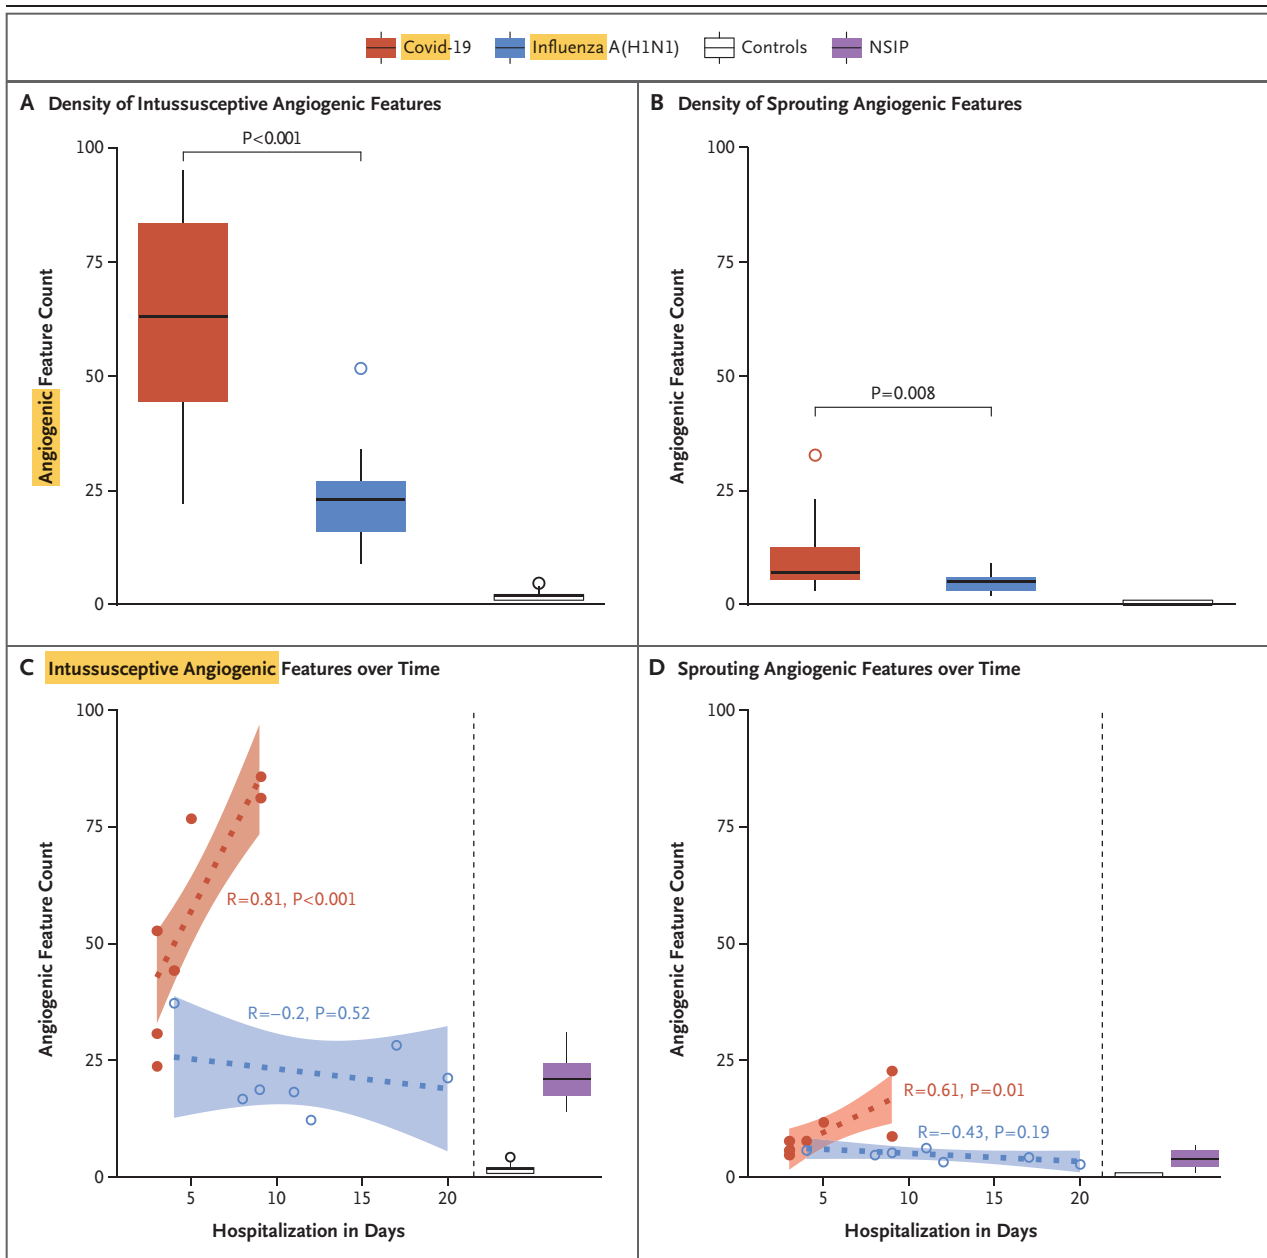 Covid-19 Influenza A(H1N1) Controls NSIP
A Density of Intussusceptive Angiogenic Features
P<0.001
100
75
50
25
0
Angiogenic Feature Count
B Density of Sprouting Angiogenic Features
P=0.008
100
75
50
25
0
Angiogenic Feature Count
C Intussusceptive Angiogenic Features over Time
100
75
50
25
0
Angiogenic Feature Count
R=0.81, P<0.001
R=−0.2, P=0.52
5 10 15 20
Hospitalization in Days
D Sprouting Angiogenic Features over Time
100
75
50
25
0
Angiogenic Feature Count
R=0.61, P=0.01
R=−0.43, P=0.19
5 10 15 20
Hospitalization in Days